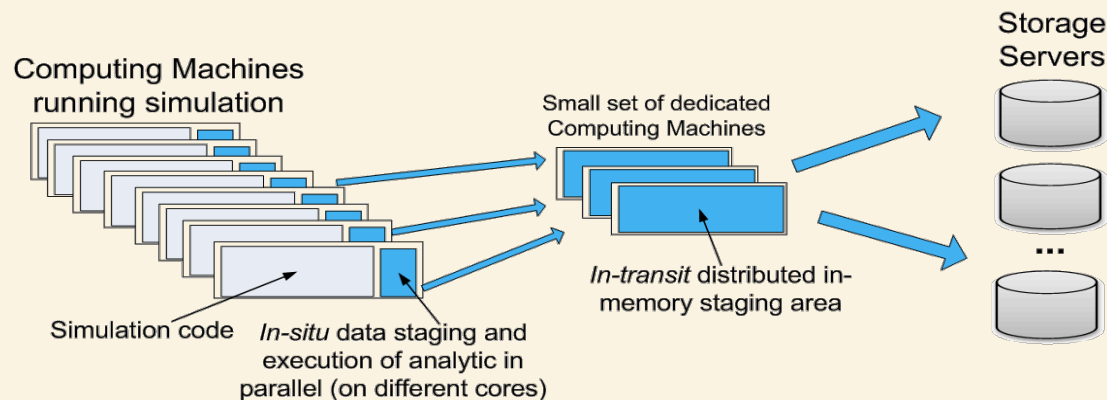 Computing Machines
running simulation
Small set of dedicated
Computing Machines
Storage
Servers
Simulation code
In-situ data staging and
execution of analytic in
parallel (on different cores)
In-transit distributed in-
memory staging area
...